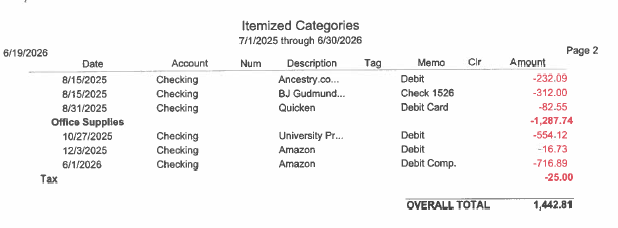 Itemized Categories
7/1/2025 through 6/30/2026
6/19/2026 Page 2
Date Account Num Description Tag Memo Clr Amount
8/15/2025 Checking Ancestry.co... Debit -232.09
8/15/2025 Checking BJ Gudmund... Check 1526 -312.00
8/31/2025 Checking Quicken Debit Card -82.55
Office Supplies -1,287.74
10/27/2025 Checking University Pr... Debit -554.12
12/3/2025 Checking Amazon Debit -16.73
6/1/2026 Checking Amazon Debit Comp. -716.89
Tax -25.00
OVERALL TOTAL 1,442.81